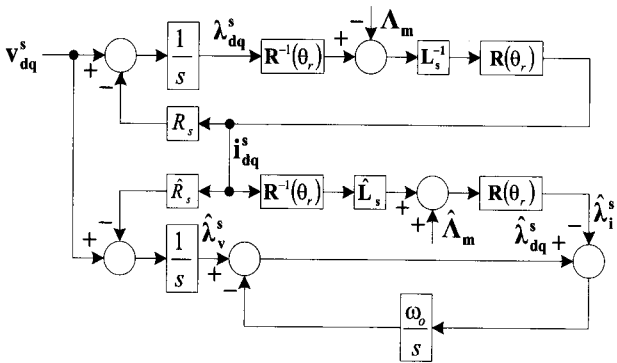 v^s_dq
+
−
1/s
λ̂^s_dq
R⁻¹(θ_r)
+
−
Λ_m
L_s⁻¹
R(θ_r)
R_s
i^s_dq
R̂_s
R⁻¹(θ_r)
L̂_s
+
+
Λ̂_m
R(θ_r)
λ̂^s_i
−
+
−
1/s
λ̂^s_v
+
−
λ̂^s_dq
+
ω_o/s